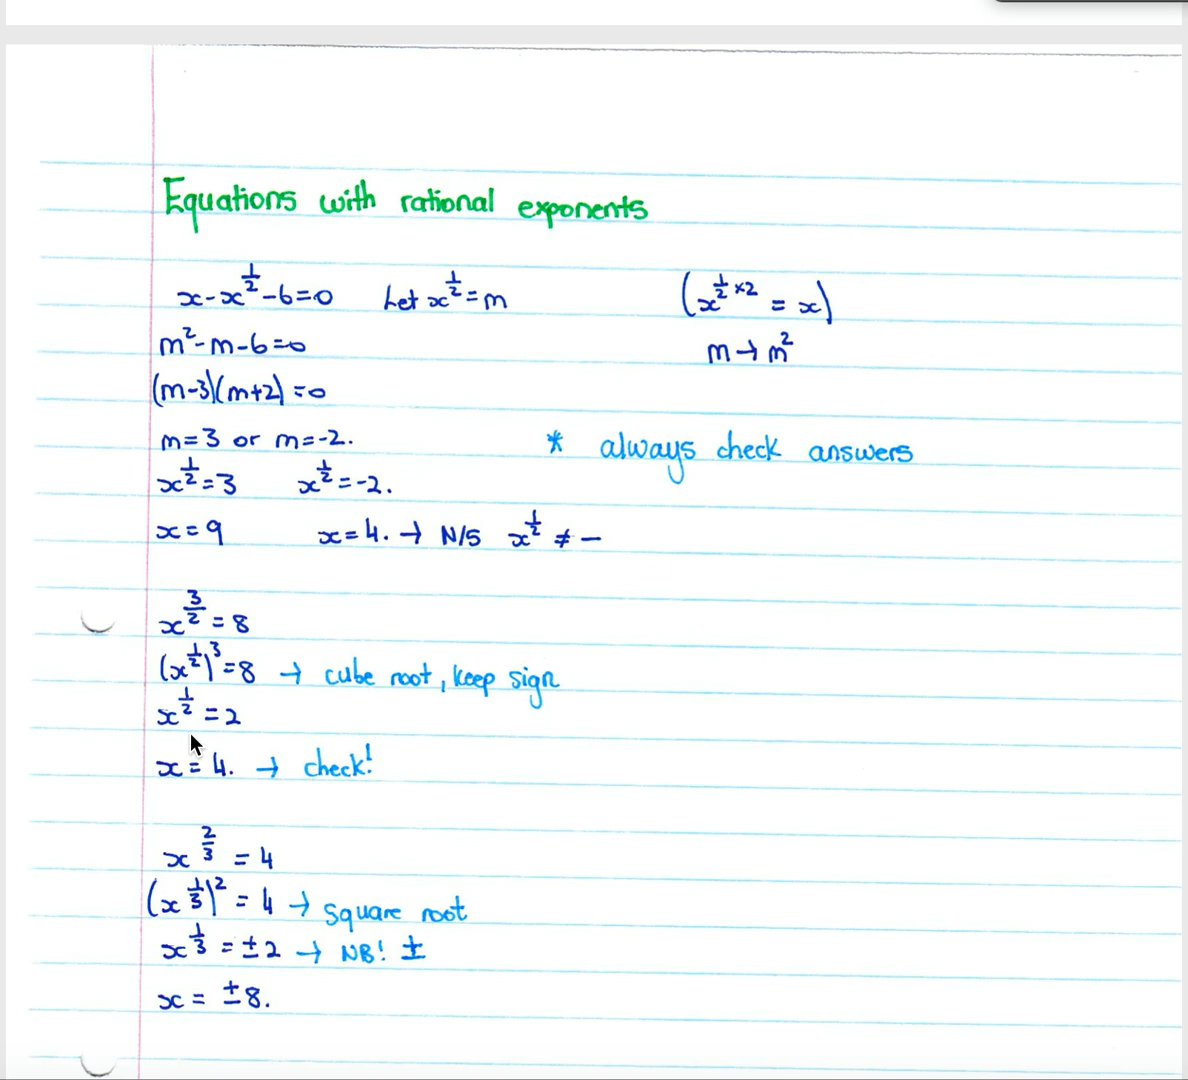 Equations with rational exponents
x - x^(1/2) - 6 = 0 Let x^(1/2) = m (x^(1/2 ×2) = x)
m² - m - 6 = 0 m → m²
(m-3)(m+2) = 0
m = 3 or m = -2.
* always check answers
x^(1/2) = 3 x^(1/2) = -2.
x = 9 x = 4. → N/S x^(1/2) ≠ -
x^(3/2) = 8
(x^(1/2))³ = 8 → cube root, keep sign
x^(1/2) = 2
x = 4. → check!
x^(2/3) = 4
(x^(1/3))² = 4 → square root
x^(1/3) = ±2 → NB! ±
x = ±8.